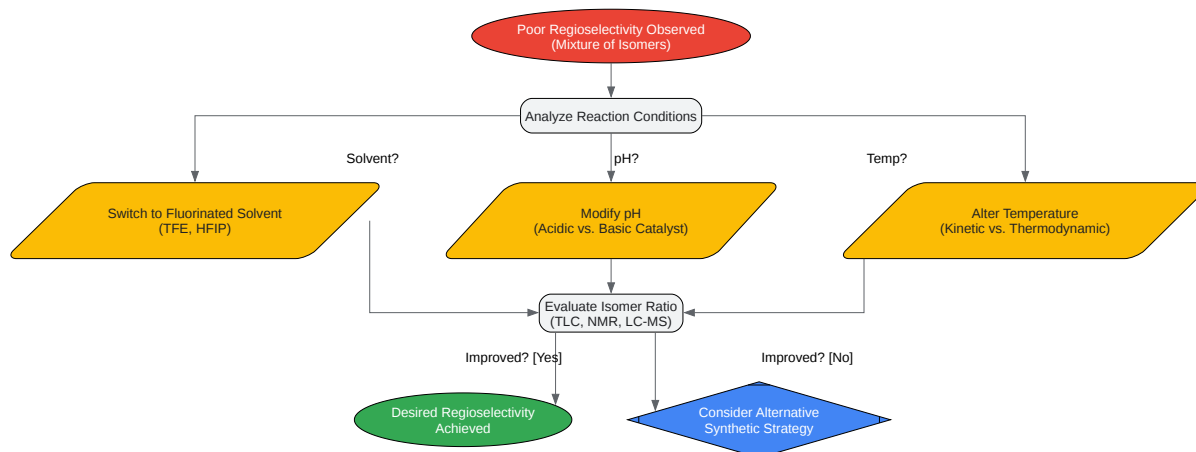 Poor Regioselectivity Observed
(Mixture of Isomers)
Analyze Reaction Conditions
Solvent?
pH?
Temp?
Switch to Fluorinated Solvent
(TFE, HFIP)
Modify pH
(Acidic vs. Basic Catalyst)
Alter Temperature
(Kinetic vs. Thermodynamic)
Evaluate Isomer Ratio
(TLC, NMR, LC-MS)
Improved? [Yes]
Improved? [No]
Desired Regioselectivity
Achieved
Consider Alternative
Synthetic Strategy